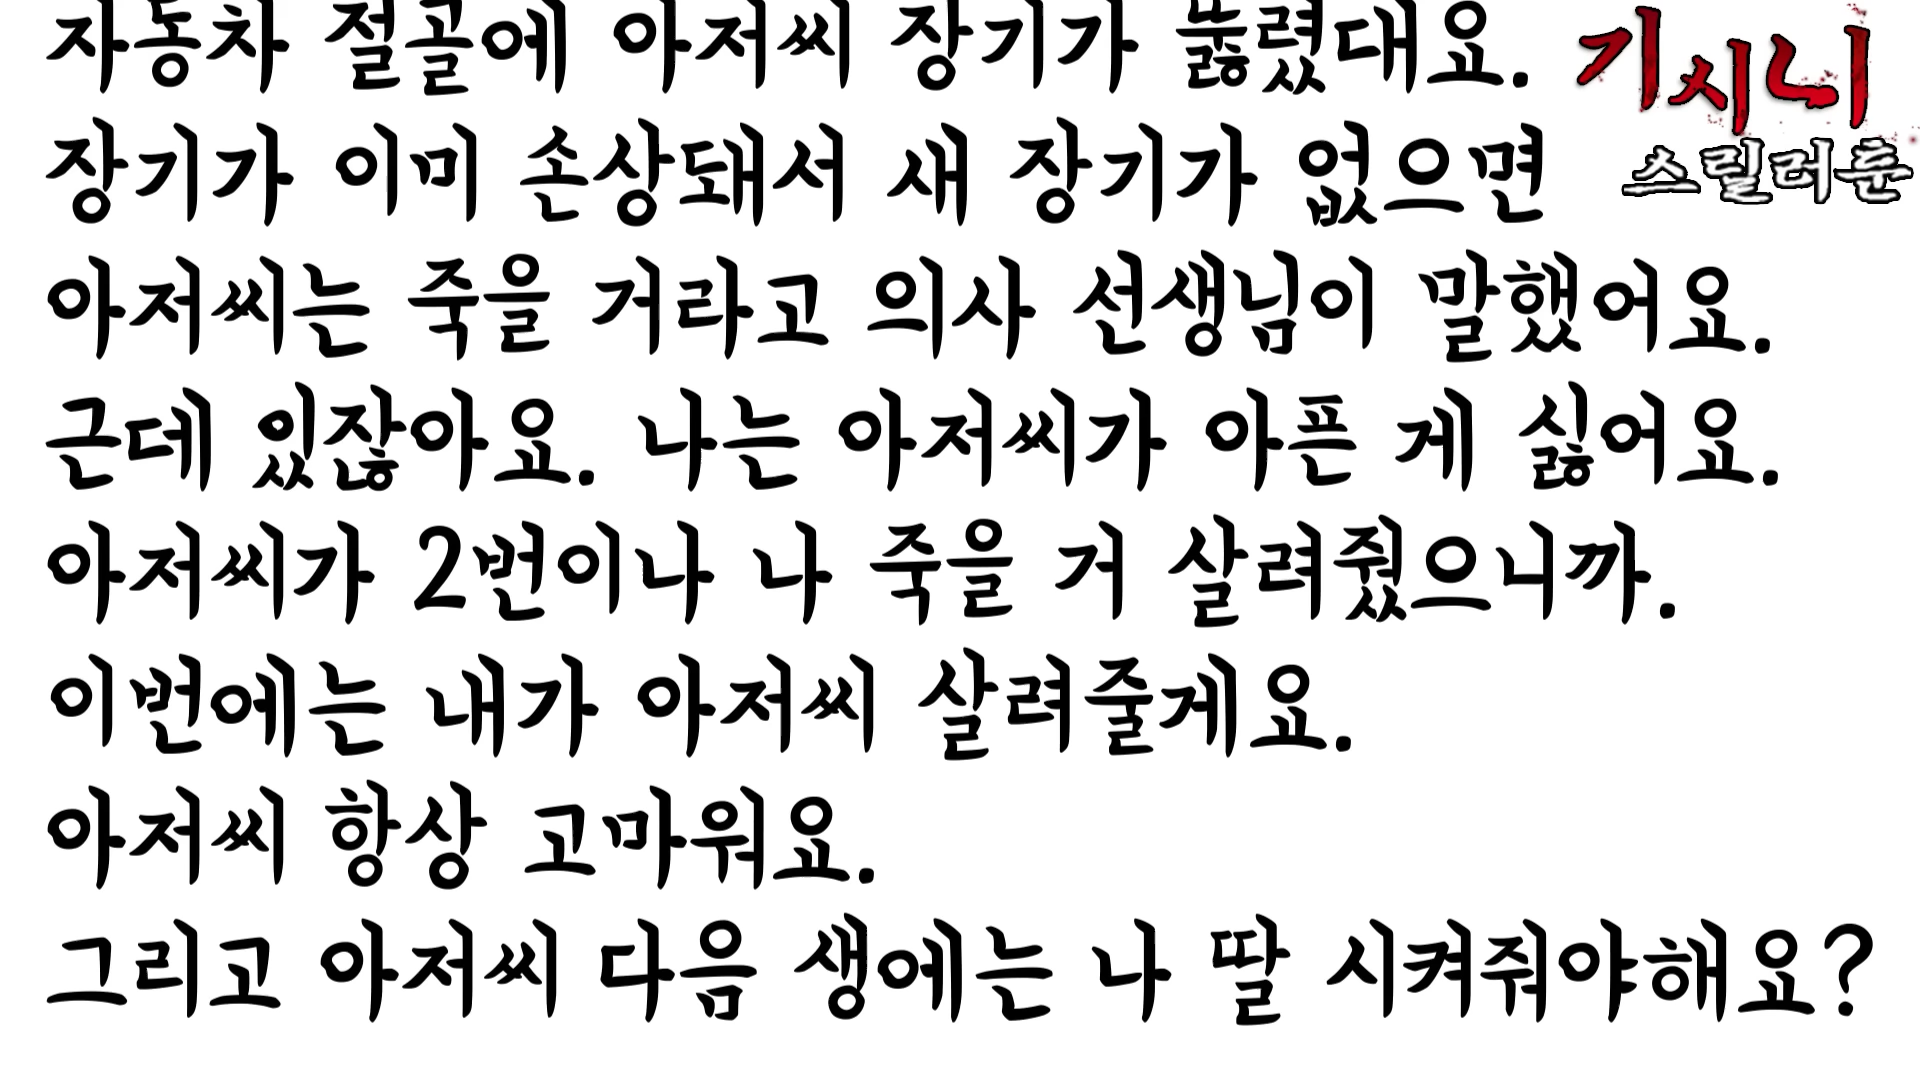 자동차 절골에 아저씨 장기가 뚫렸대요.
장기가 이미 손상돼서 새 장기가 없으면
아저씨는 죽을 거라고 의사 선생님이 말했어요.
근데 있잖아요. 나는 아저씨가 아픈 게 싫어요.
아저씨가 2번이나 나 죽을 거 살려줬으니까.
이번에는 내가 아저씨 살려줄게요.
아저씨 항상 고마워요.
그리고 아저씨 다음 생에는 나 딸 시켜줘야해요?
기시니
스릴러툰